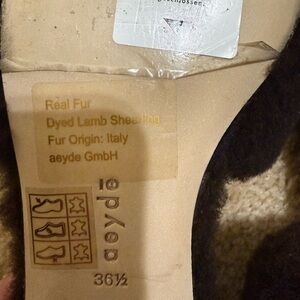 Real Fur
Dyed Lamb Shearling
Fur Origin: Italy
aeyde GmbH
aeyde
36½